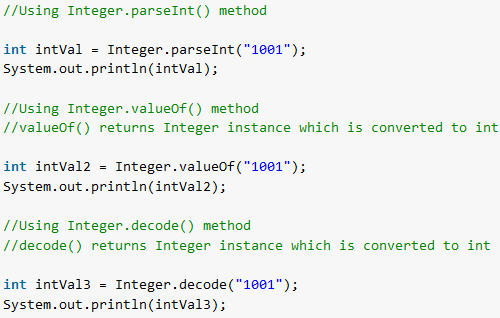 //Using Integer.parseInt() method
int intVal = Integer.parseInt("1001");
System.out.println(intVal);
//Using Integer.valueOf() method
//valueOf() returns Integer instance which is converted to int
int intVal2 = Integer.valueOf("1001");
System.out.println(intVal2);
//Using Integer.decode() method
//decode() returns Integer instance which is converted to int
int intVal3 = Integer.decode("1001");
System.out.println(intVal3);